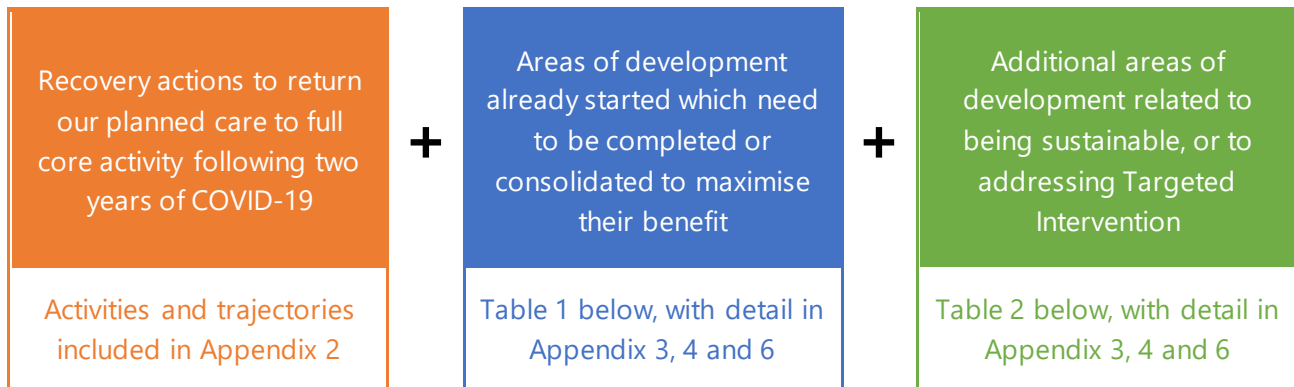 Recovery actions to return
our planned care to full
core activity following two
years of COVID-19
Activities and trajectories
included in Appendix 2
+
Areas of development
already started which need
to be completed or
consolidated to maximise
their benefit
Table 1 below, with detail in
Appendix 3, 4 and 6
+
Additional areas of
development related to
being sustainable, or to
addressing Targeted
Intervention
Table 2 below, with detail in
Appendix 3, 4 and 6